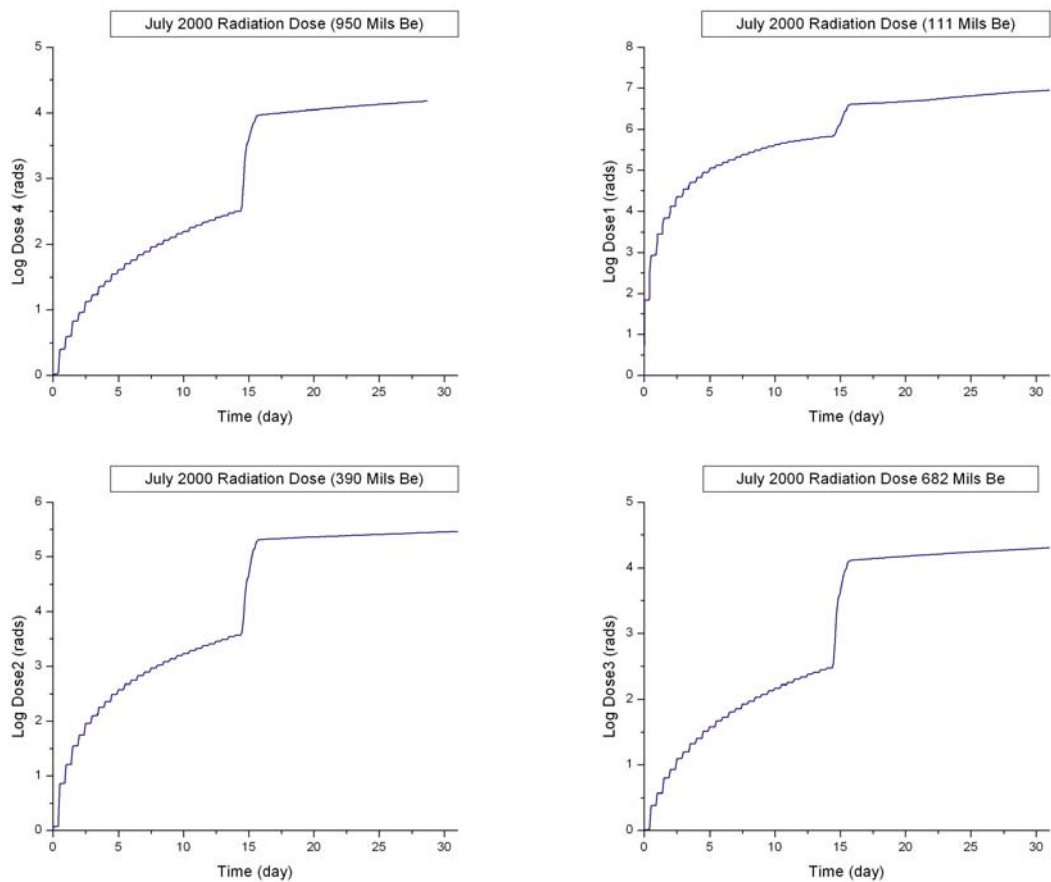 July 2000 Radiation Dose (950 Mils Be)
5
4
3
2
1
0
Log Dose 4 (rads)
0 5 10 15 20 25 30
Time (day)
July 2000 Radiation Dose (111 Mils Be)
8
7
6
5
4
3
2
1
0
Log Dose1 (rads)
0 5 10 15 20 25 30
Time (day)
July 2000 Radiation Dose (390 Mils Be)
6
5
4
3
2
1
0
Log Dose2 (rads)
0 5 10 15 20 25 30
Time (day)
July 2000 Radiation Dose 682 Mils Be
5
4
3
2
1
0
Log Dose3 (rads)
0 5 10 15 20 25 30
Time (day)